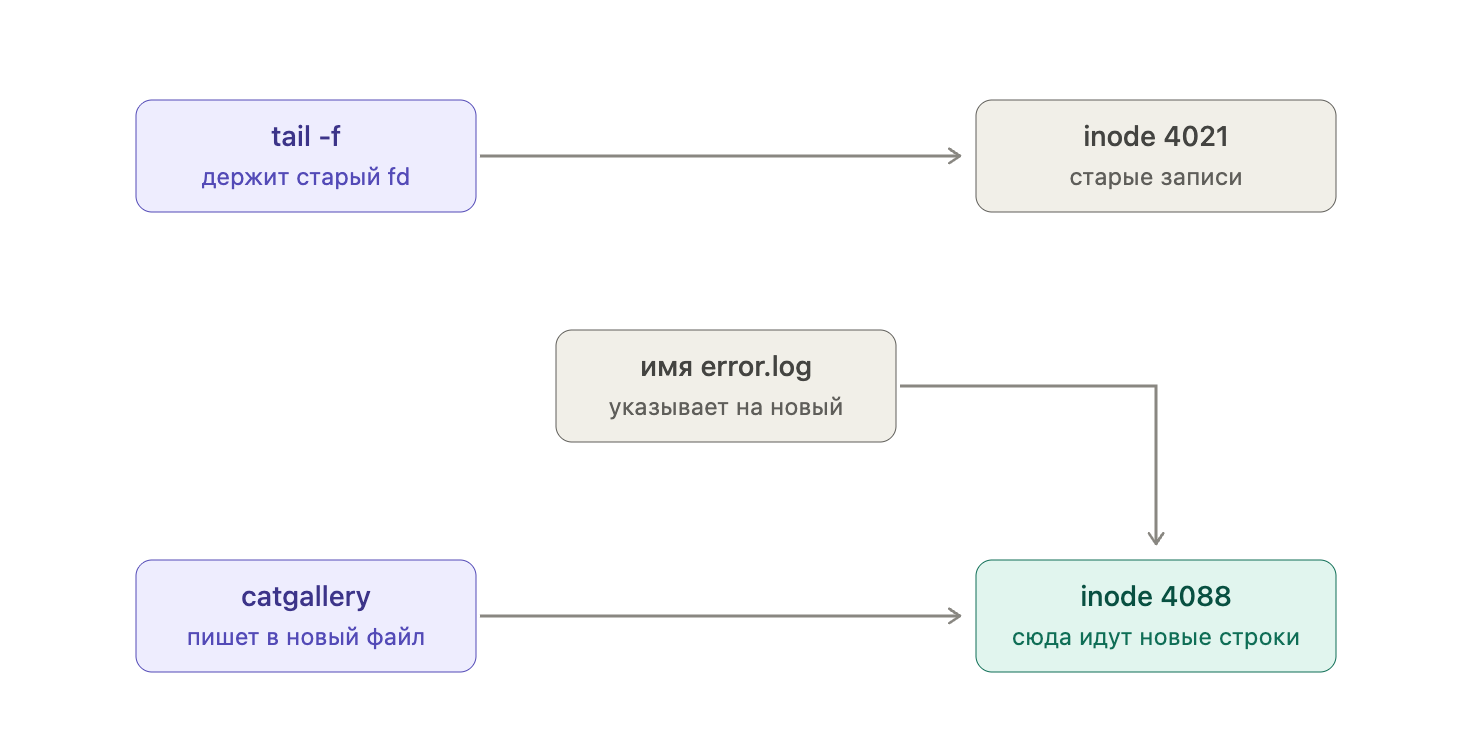 tail -f
держит старый fd
inode 4021
старые записи
имя error.log
указывает на новый
catgallery
пишет в новый файл
inode 4088
сюда идут новые строки